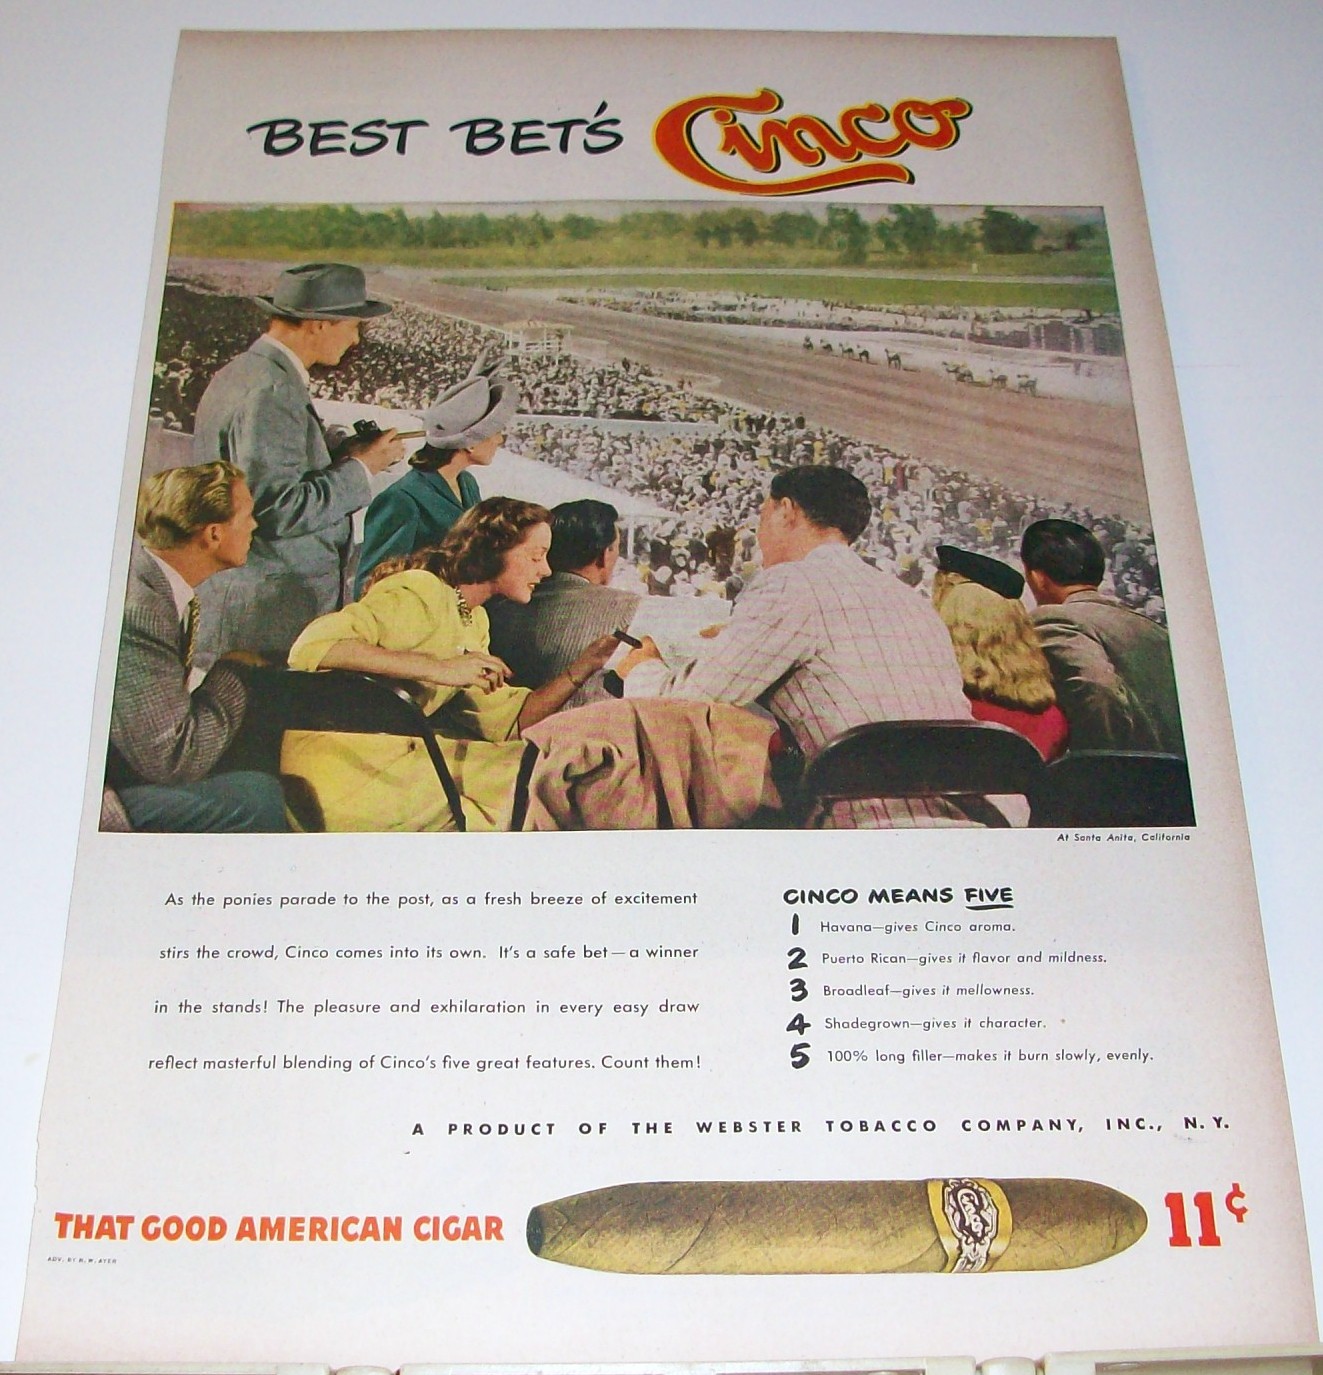 BEST BET'S Cinco
At Santa Anita, California
As the ponies parade to the post, as a fresh breeze of excitement
stirs the crowd, Cinco comes into its own. It's a safe bet—a winner
in the stands! The pleasure and exhilaration in every easy draw
reflect masterful blending of Cinco's five great features. Count them!
CINCO MEANS FIVE
1 Havana—gives Cinco aroma.
2 Puerto Rican—gives it flavor and mildness.
3 Broadleaf—gives it mellowness.
4 Shadegrown—gives it character.
5 100% long filler—makes it burn slowly, evenly.
A PRODUCT OF THE WEBSTER TOBACCO COMPANY, INC., N. Y.
THAT GOOD AMERICAN CIGAR
Cinco
11¢
ADV. BY N. W. AYER